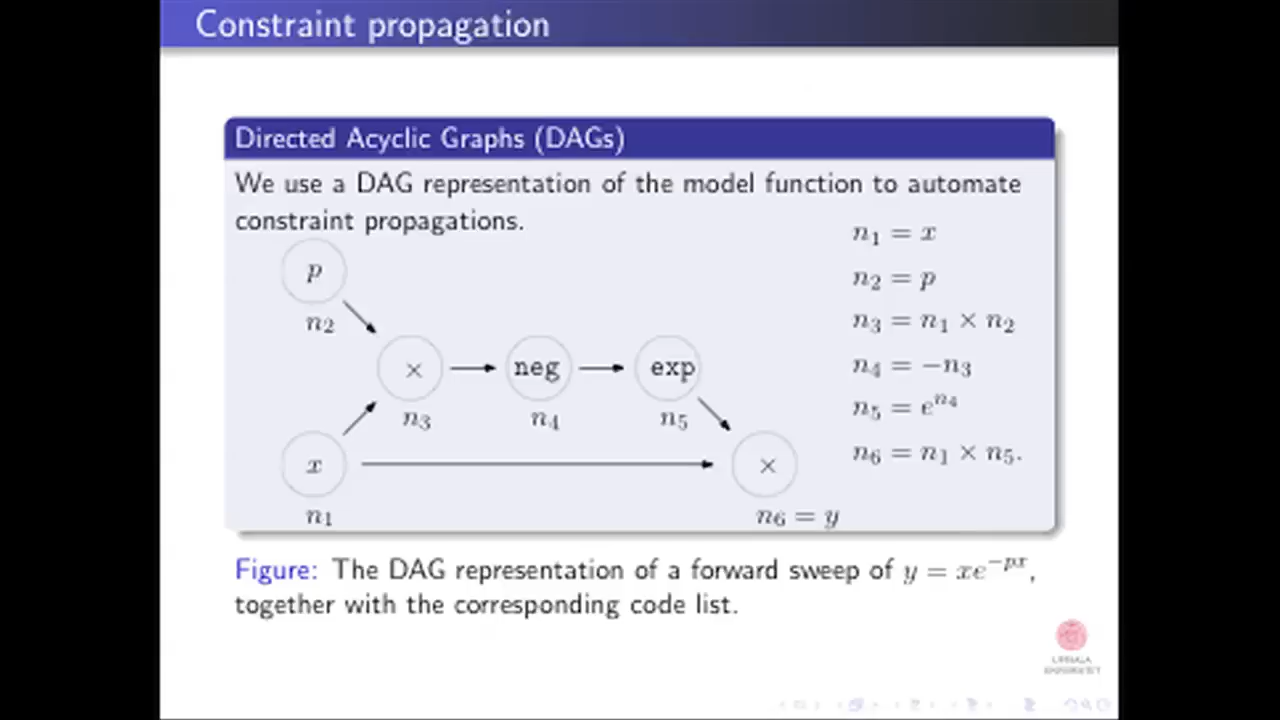 Constraint propagation
Directed Acyclic Graphs (DAGs)
We use a DAG representation of the model function to automate
constraint propagations.
p
n₂
×
n₃
neg
n₄
exp
n₅
x
n₁
×
n₆ = y
n₁ = x
n₂ = p
n₃ = n₁ × n₂
n₄ = −n₃
n₅ = e^{n₄}
n₆ = n₁ × n₅.
Figure: The DAG representation of a forward sweep of y = xe^{−px},
together with the corresponding code list.
UPPSALA
UNIVERSITET